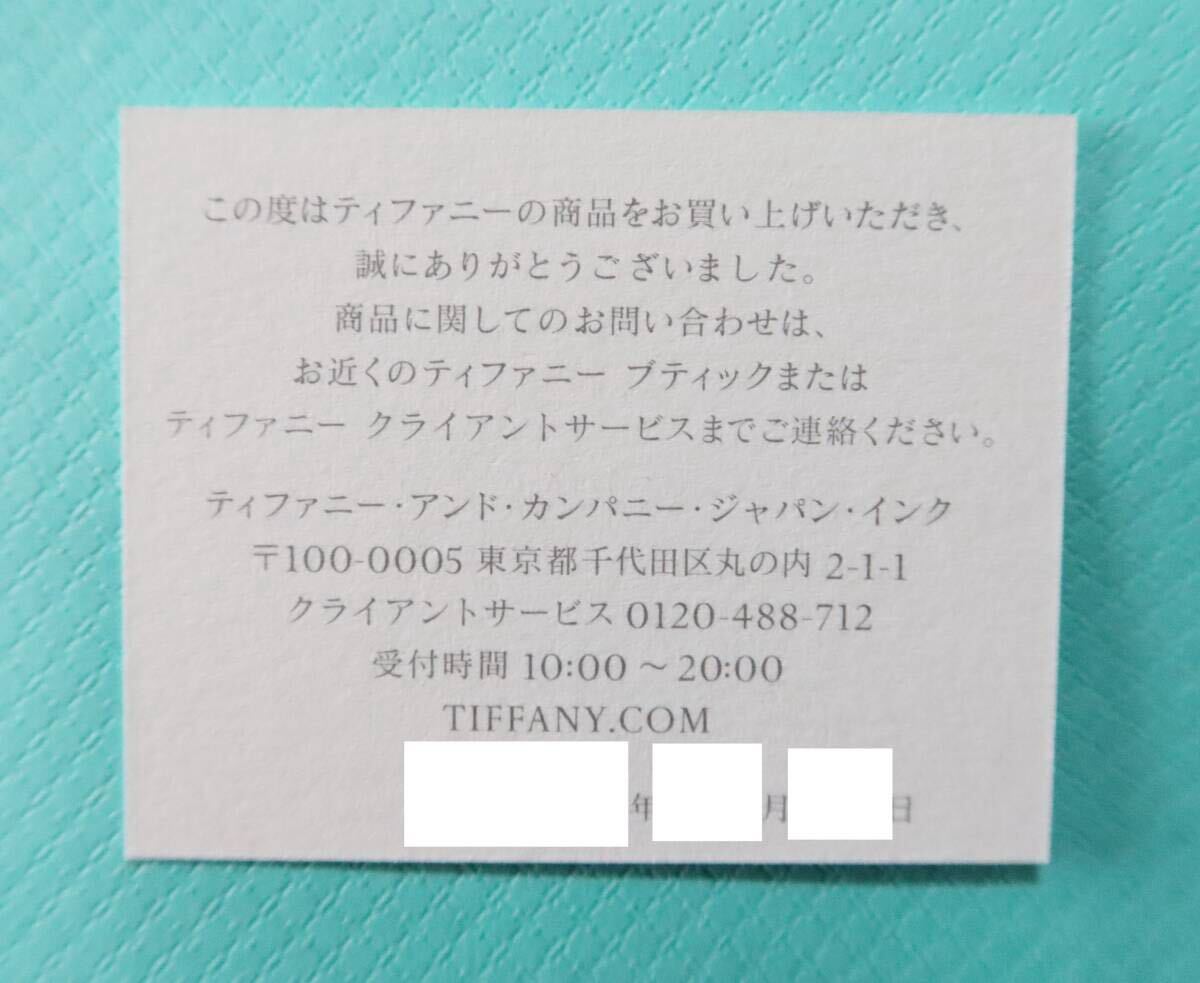 この度はティファニーの商品をお買い上げいただき、
誠にありがとうございました。
商品に関してのお問い合わせは、
お近くのティファニー ブティックまたは
ティファニー クライアントサービスまでご連絡ください。
ティファニー・アンド・カンパニー・ジャパン・インク
〒100-0005 東京都千代田区丸の内 2-1-1
クライアントサービス 0120-488-712
受付時間 10:00 ～ 20:00
TIFFANY.COM
年 月 日